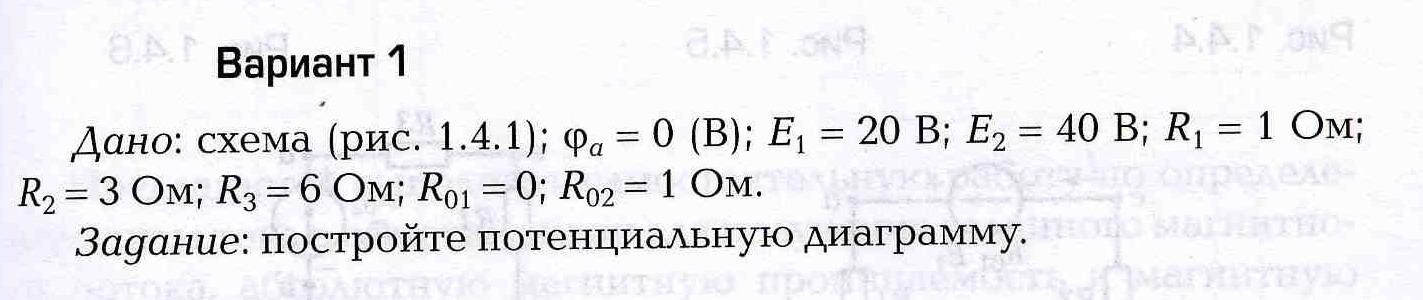 Вариант 1
Дано: схема (рис. 1.4.1); φₐ = 0 (В); E₁ = 20 В; E₂ = 40 В; R₁ = 1 Ом;
R₂ = 3 Ом; R₃ = 6 Ом; R₀₁ = 0; R₀₂ = 1 Ом.
Задание: постройте потенциальную диаграмму.